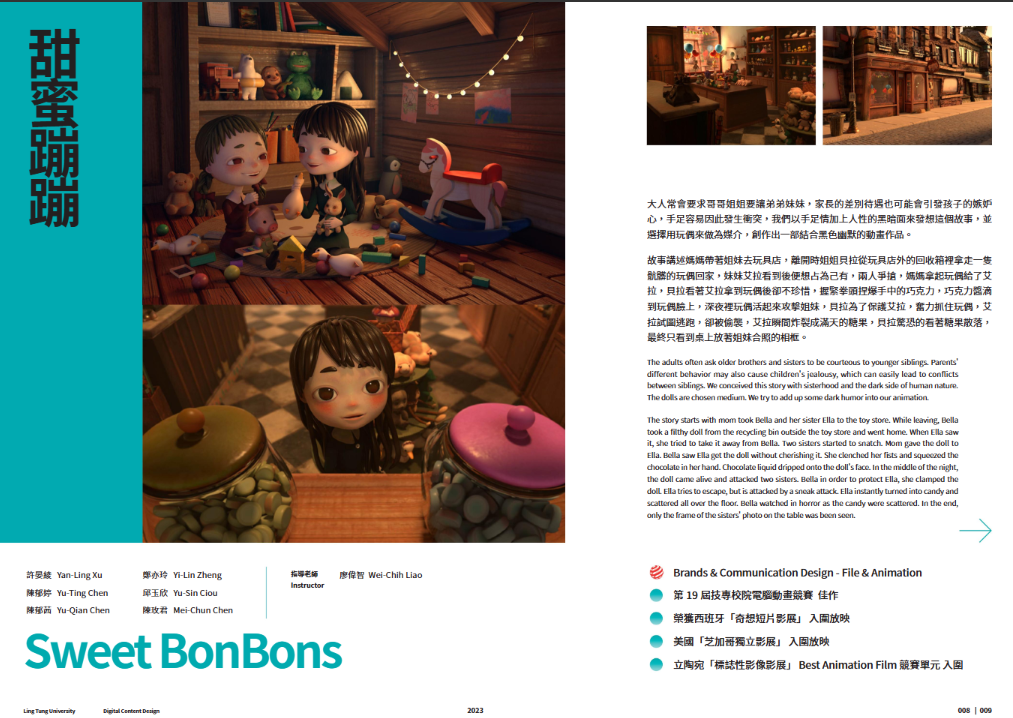 甜蜜蹦蹦
大人常會要求哥哥姐姐要讓弟弟妹妹，家長的差別待遇也可能會引發孩子的嫉妒
心，手足容易因此發生衝突，我們以手足情加上人性的黑暗面來發想這個故事，並
選擇用玩偶來做為媒介，創作出一部結合黑色幽默的動畫作品。
故事講述媽媽帶著姐妹去玩具店，離開時姐姐貝拉從玩具店外的回收箱裡拿走一隻
骯髒的玩偶回家，妹妹艾拉看到後便想占為己有，兩人爭搶，媽媽拿起玩偶給了艾
拉，貝拉看著艾拉拿到玩偶後卻不珍惜，握緊拳頭捏爆手中的巧克力，巧克力醬滴
到玩偶臉上，深夜裡玩偶活起來攻擊姐妹，貝拉為了保護艾拉，奮力抓住玩偶，艾
拉試圖逃跑，卻被偷襲，艾拉瞬間炸裂成滿天的糖果，貝拉驚恐的看著糖果散落，
最終只看到桌上放著姐妹合照的相框。
The adults often ask older brothers and sisters to be courteous to younger siblings. Parents'
different behavior may also cause children's jealousy, which can easily lead to conflicts
between siblings. We conceived this story with sisterhood and the dark side of human nature.
The dolls are chosen medium. We try to add up some dark humor into our animation.
The story starts with mom took Bella and her sister Ella to the toy store. While leaving, Bella
took a filthy doll from the recycling bin outside the toy store and went home. When Ella saw
it, she tried to take it away from Bella. Two sisters started to snatch. Mom gave the doll to
Ella. Bella saw Ella get the doll without cherishing it. She clenched her fists and squeezed the
chocolate in her hand. Chocolate liquid dripped onto the doll's face. In the middle of the night,
the doll came alive and attacked two sisters. Bella in order to protect Ella, she clamped the
doll. Ella tries to escape, but is attacked by a sneak attack. Ella instantly turned into candy and
scattered all over the floor. Bella watched in horror as the candy were scattered. In the end,
only the frame of the sisters' photo on the table was been seen.
許晏綾 Yan-Ling Xu
陳郁婷 Yu-Ting Chen
陳郁茜 Yu-Qian Chen
鄭亦玲 Yi-Lin Zheng
邱玉欣 Yu-Sin Ciou
陳玫君 Mei-Chun Chen
指導老師 廖偉智 Wei-Chih Liao
Instructor
Sweet BonBons
Brands & Communication Design - File & Animation
第 19 屆技專校院電腦動畫競賽 佳作
榮獲西班牙「奇想短片影展」 入圍放映
美國「芝加哥獨立影展」 入圍放映
立陶宛「標誌性影像影展」 Best Animation Film 競賽單元 入圍
Ling Tung University
Digital Content Design
2023
008 | 009